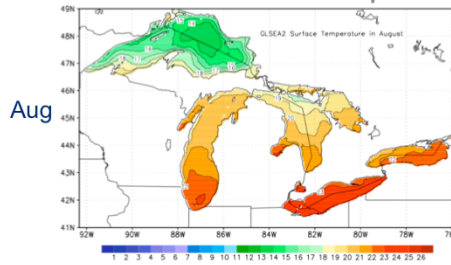 49N
GLSEA2 Surface Temperature in August
48N
47N
46N
Aug
45N
44N
43N
42N
41N
92W 90W 88W 86W 84W 82W 80W 78W
1 2 3 4 5 6 7 8 9 10 11 12 13 14 15 16 17 18 19 20 21 22 23 24 25 26